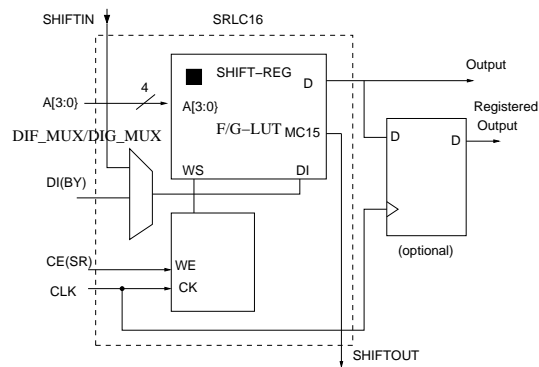 SHIFTIN
SRLC16
SHIFT-REG
D
Output
4
A[3:0}
A[3:0]
Registered
Output
DIF_MUX/DIG_MUX
F/G-LUT
MC15
D
D
WS
DI
DI(BY)
(optional)
CE(SR)
WE
CLK
CK
SHIFTOUT